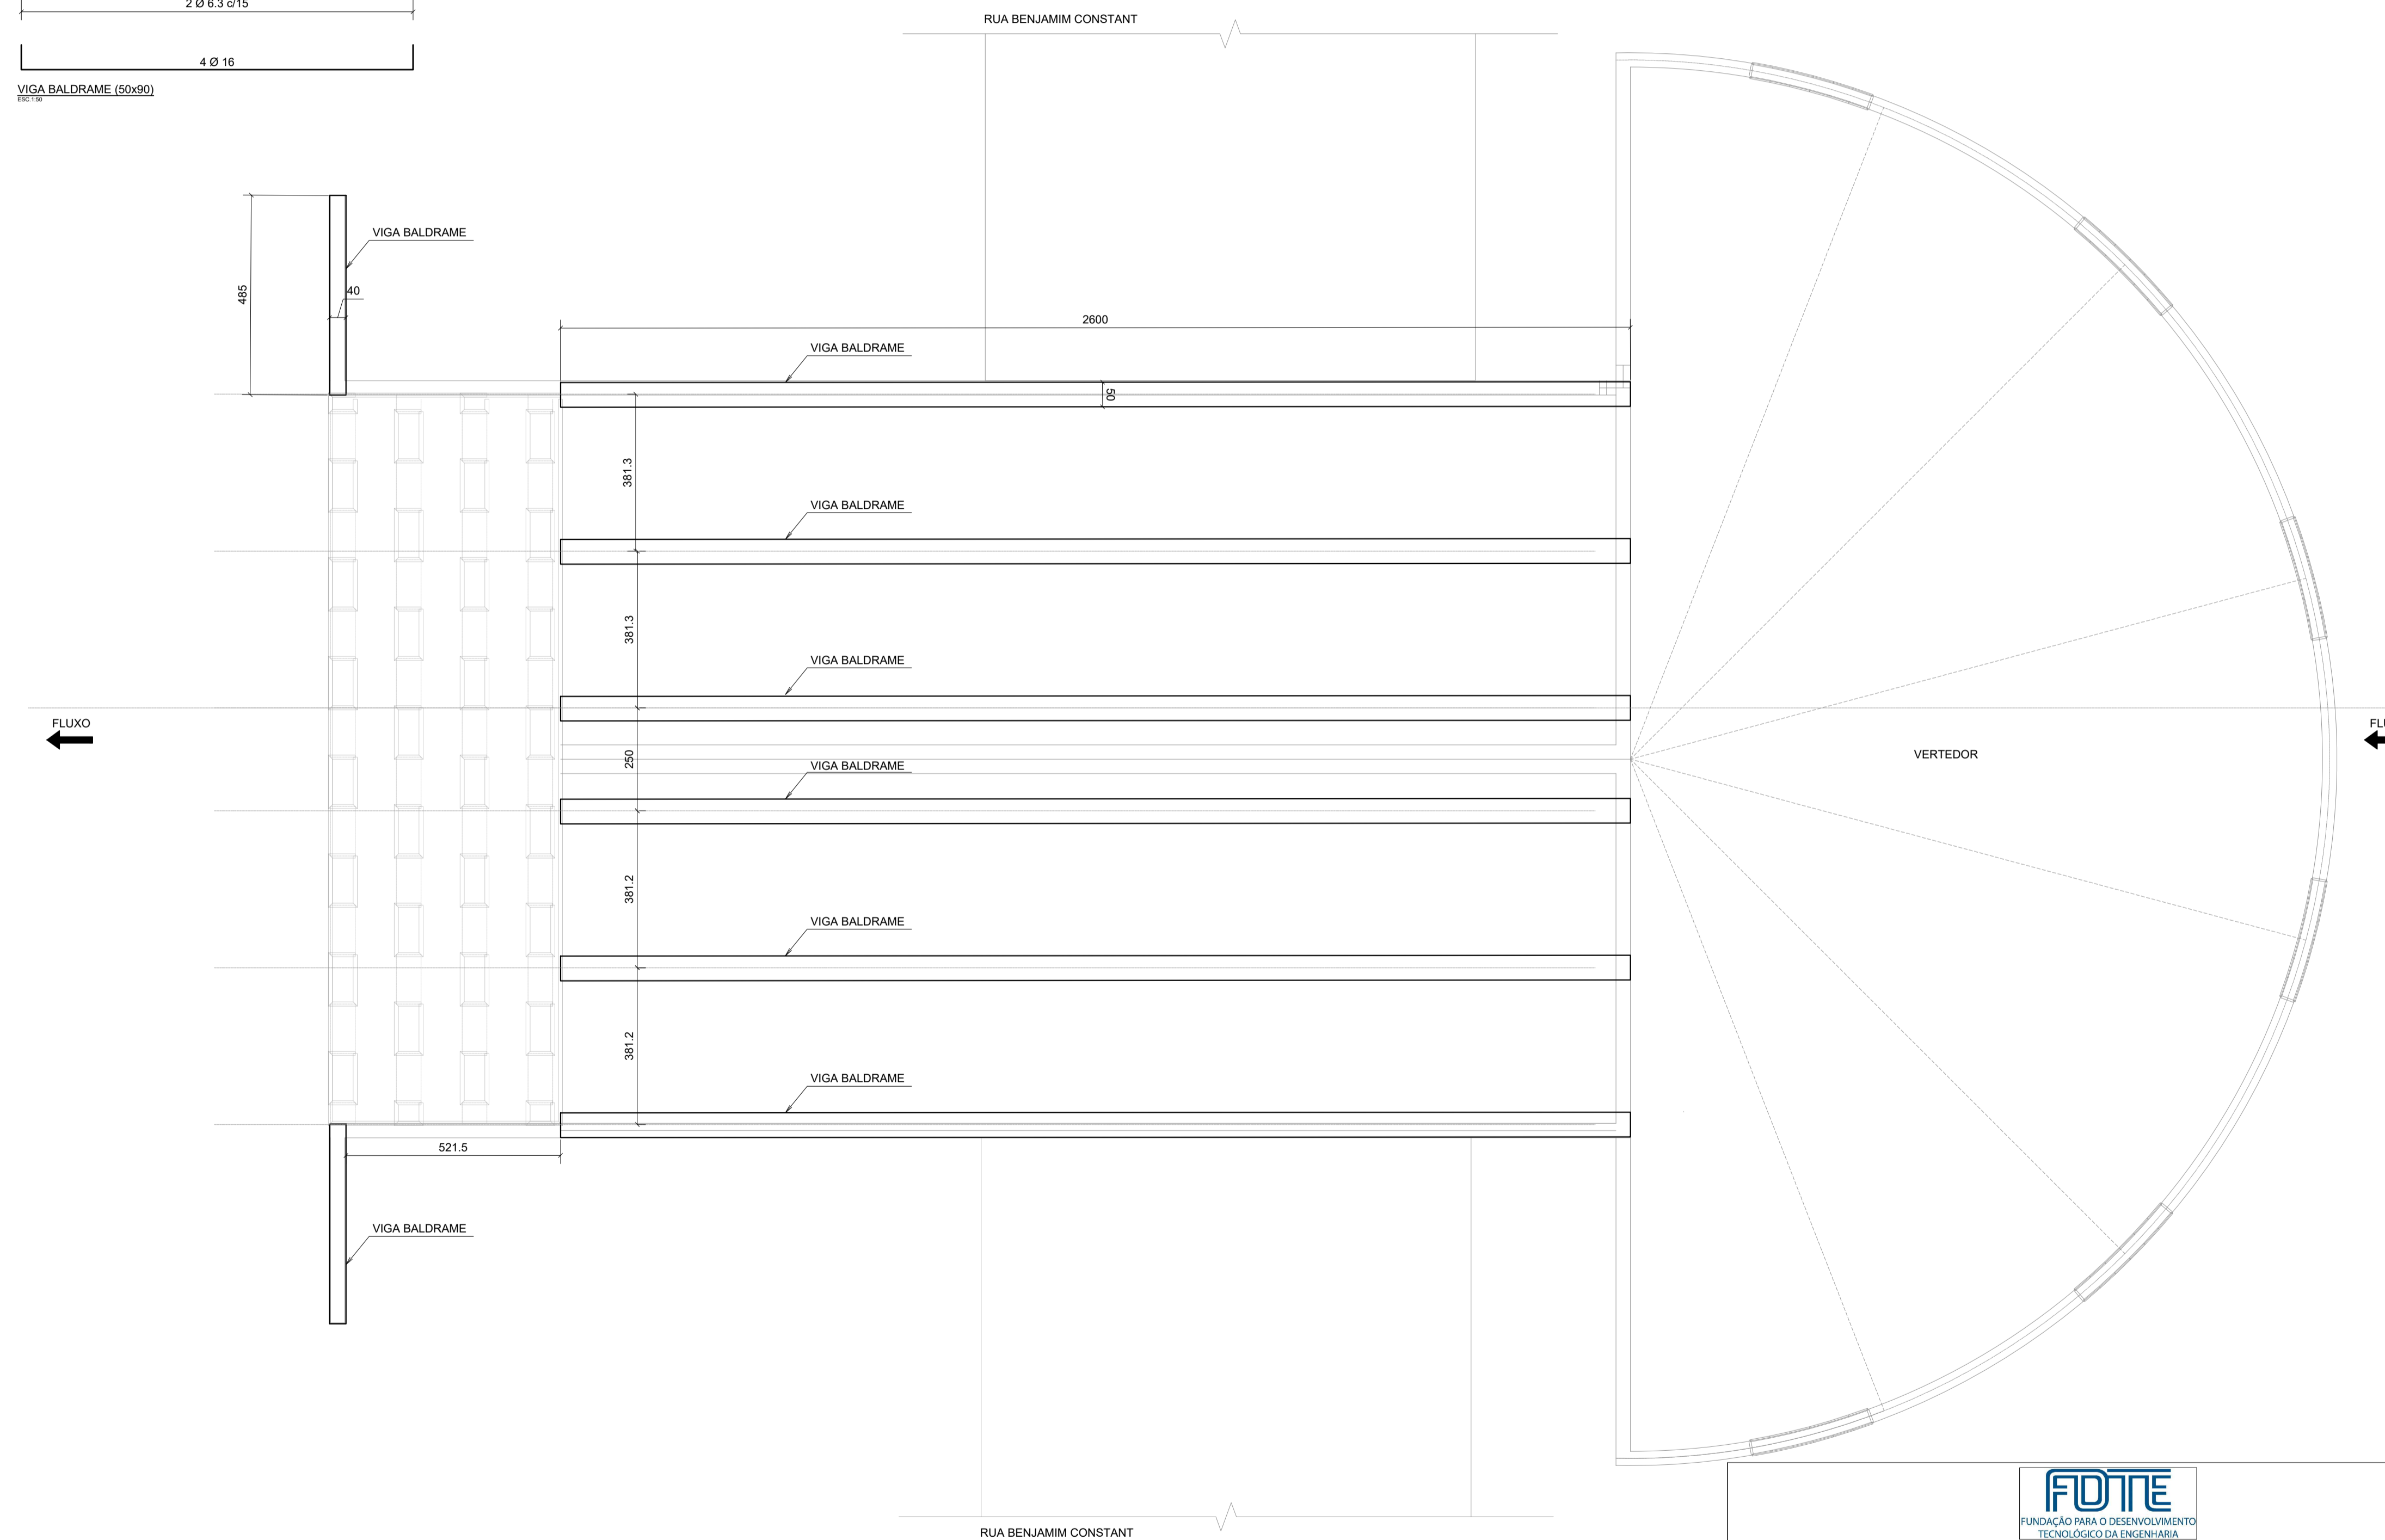 2 Ø 6.3 c/15
RUA BENJAMIM CONSTANT
4 Ø 16
VIGA BALDRAME (50x90)
ESC.1:50
VIGA BALDRAME
485
40
2600
VIGA BALDRAME
50
381.3
VIGA BALDRAME
381.3
VIGA BALDRAME
FLUXO
250
VERTEDOR
VIGA BALDRAME
381.2
VIGA BALDRAME
381.2
VIGA BALDRAME
521.5
VIGA BALDRAME
FDTE
FUNDAÇÃO PARA O DESENVOLVIMENTO
TECNOLÓGICO DA ENGENHARIA
RUA BENJAMIM CONSTANT